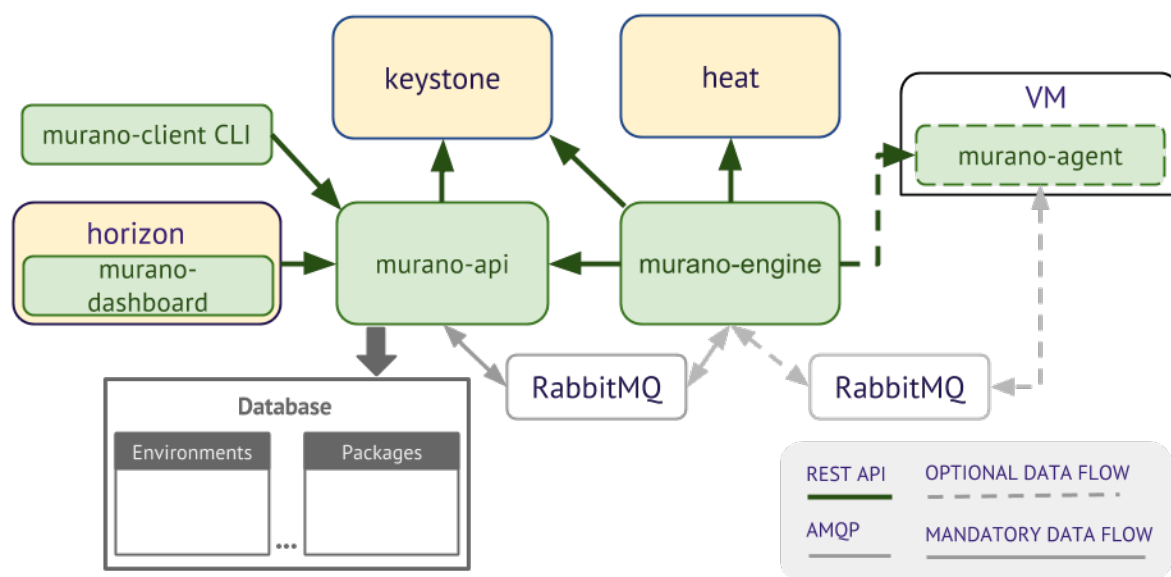 keystone
heat
VM
murano-client CLI
murano-agent
horizon
murano-
dashboard
murano-api
murano-engine
RabbitMQ
RabbitMQ
Database
Environments
Packages
...
REST API
OPTIONAL DATA FLOW
AMQP
MANDATORY DATA FLOW